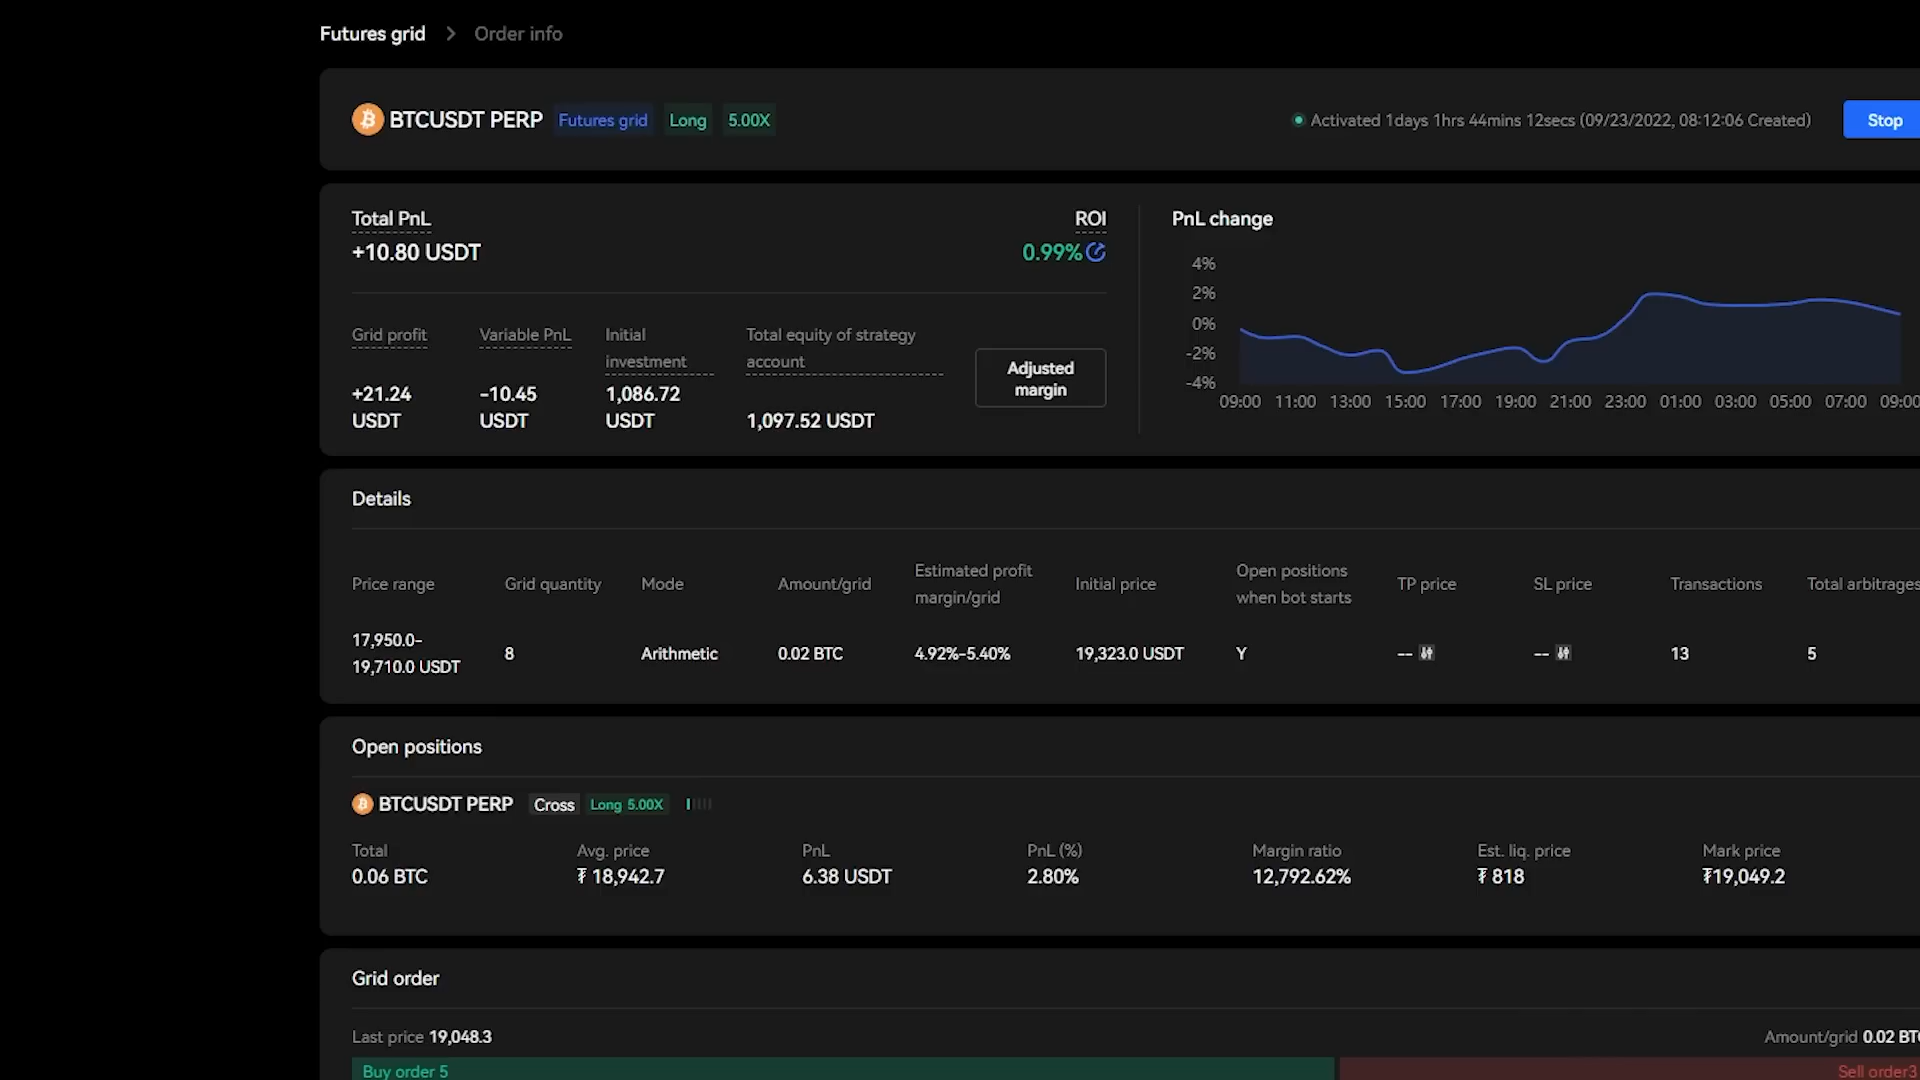 Futures grid > Order info
BTCUSDT PERP Futures grid Long 5.00X
Activated 1days 1hrs 44mins 12secs (09/23/2022, 08:12:06 Created)
Stop
Total PnL
ROI
+10.80 USDT
0.99%
Grid profit
Variable PnL
Initial
investment
Total equity of strategy
account
+21.24
USDT
-10.45
USDT
1,086.72
USDT
1,097.52 USDT
Adjusted
margin
PnL change
4%
2%
0%
-2%
-4%
09:00 11:00 13:00 15:00 17:00 19:00 21:00 23:00 01:00 03:00 05:00 07:00 09:00
Details
Price range
Grid quantity
Mode
Amount/grid
Estimated profit
margin/grid
Initial price
Open positions
when bot starts
TP price
SL price
Transactions
Total arbitrages
17,950.0-
19,710.0 USDT
8
Arithmetic
0.02 BTC
4.92%-5.40%
19,323.0 USDT
Y
--
--
13
5
Open positions
BTCUSDT PERP Cross Long 5.00X
Total
Avg. price
PnL
PnL (%)
Margin ratio
Est. liq. price
Mark price
0.06 BTC
₮ 18,942.7
6.38 USDT
2.80%
12,792.62%
₮ 818
₮19,049.2
Grid order
Last price 19,048.3
Amount/grid 0.02 BTC
Buy order 5
Sell order3